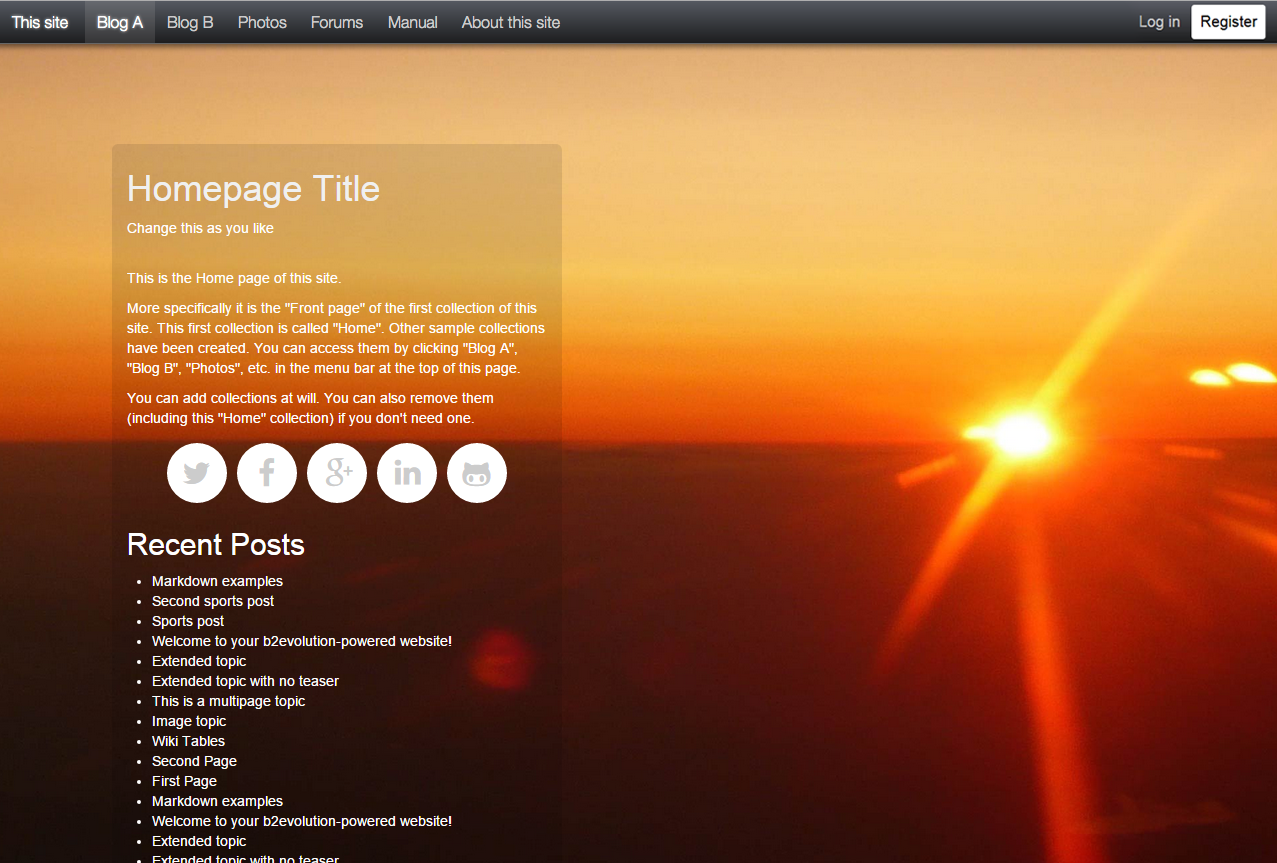 This site Blog A Blog B Photos Forums Manual About this site Log in Register
Homepage Title
Change this as you like
This is the Home page of this site.
More specifically it is the "Front page" of the first collection of this
site. This first collection is called "Home". Other sample collections
have been created. You can access them by clicking "Blog A",
"Blog B", "Photos", etc. in the menu bar at the top of this page.
You can add collections at will. You can also remove them
(including this "Home" collection) if you don't need one.
Recent Posts
Markdown examples
Second sports post
Sports post
Welcome to your b2evolution-powered website!
Extended topic
Extended topic with no teaser
This is a multipage topic
Image topic
Wiki Tables
Second Page
First Page
Markdown examples
Welcome to your b2evolution-powered website!
Extended topic
Extended topic with no teaser